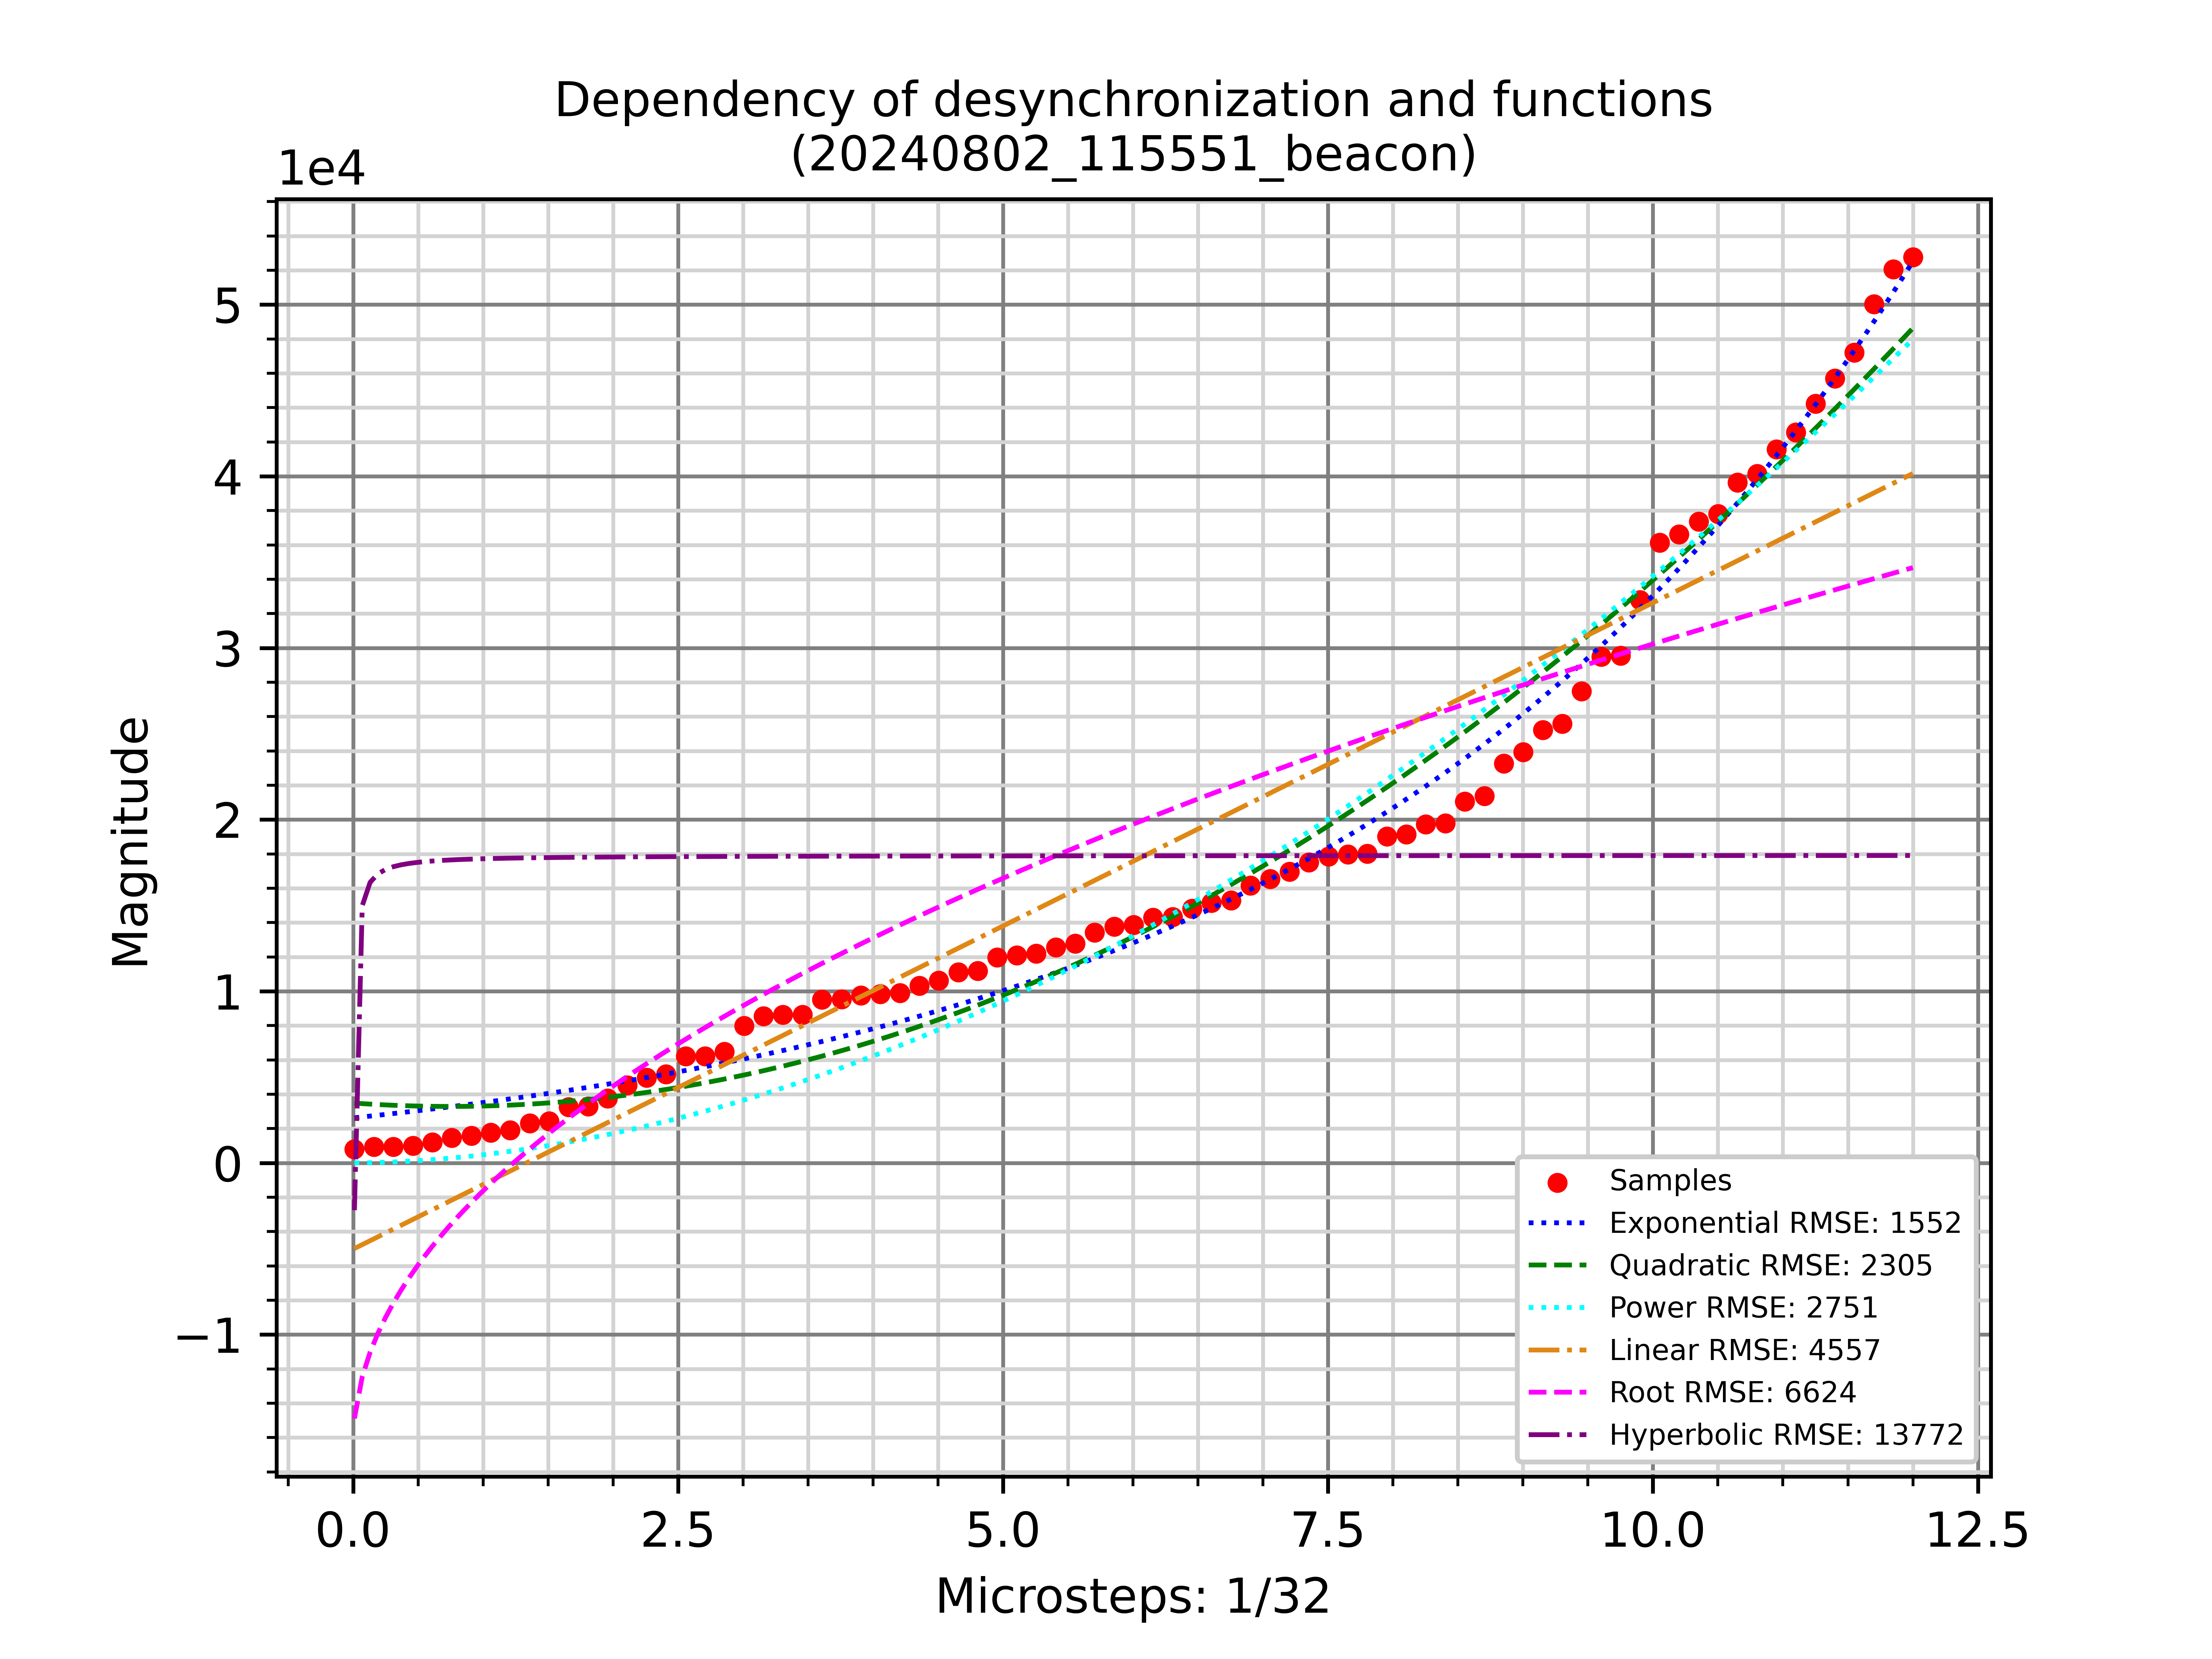 Dependency of desynchronization and functions
(20240802_115551_beacon)
1e4
5
4
3
2
1
0
−1
Magnitude
0.0 2.5 5.0 7.5 10.0 12.5
Microsteps: 1/32
Samples
Exponential RMSE: 1552
Quadratic RMSE: 2305
Power RMSE: 2751
Linear RMSE: 4557
Root RMSE: 6624
Hyperbolic RMSE: 13772